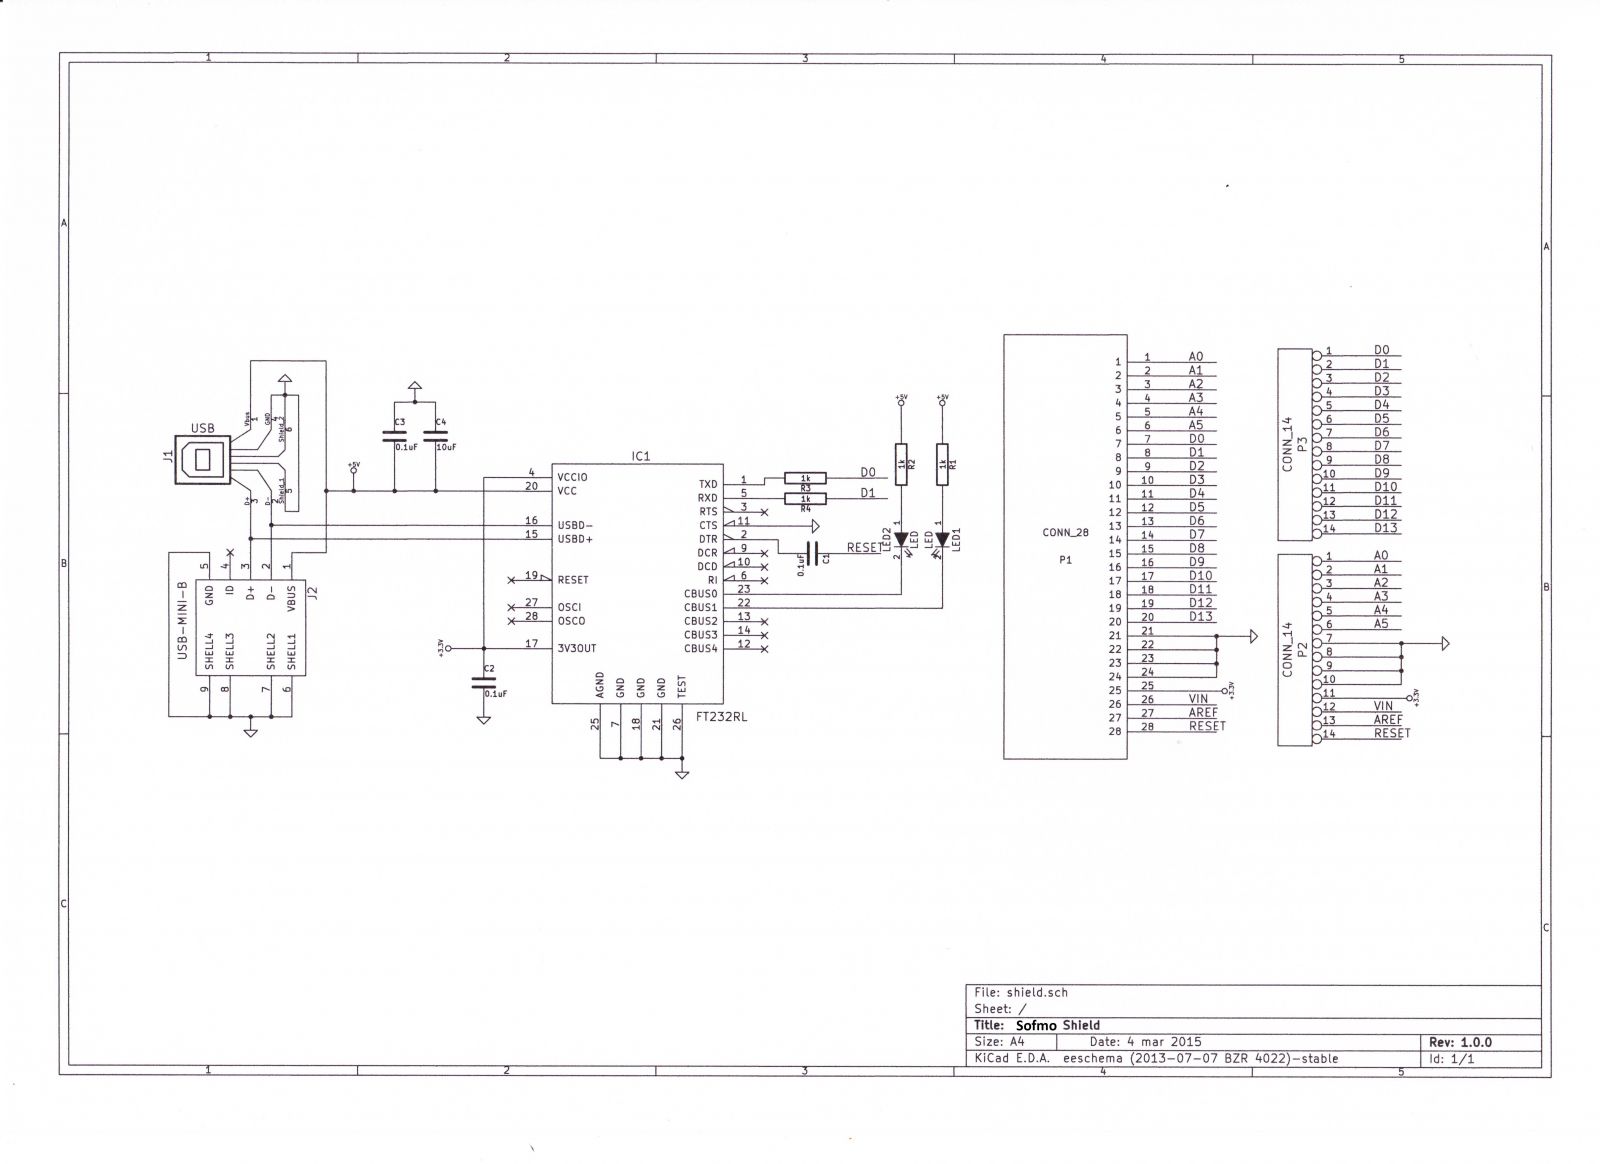 1 2 3 4 5
A
B
C
A
B
C
1 2 3 4 5
USB
J1
Vbus
1
GND
4
Shield_2
6
D+
3
D-
2
Shield_1
5
+5V
C3
0.1uF
C4
10uF
USB-MINI-B
J2
5 4 3 2 1
GND
ID
D+
D-
VBUS
SHELL4
SHELL3
SHELL2
SHELL1
9 8 7 6
+3.3V
C2
0.1uF
IC1
FT232RL
4 VCCIO
20 VCC
16 USBD-
15 USBD+
19 RESET
27 OSCI
28 OSCO
17 3V3OUT
AGND GND GND GND TEST
25 7 18 21 26
TXD 1
RXD 5
RTS 3
CTS 11
DTR 2
DCR 9
DCD 10
RI 6
CBUS0 23
CBUS1 22
CBUS2 13
CBUS3 14
CBUS4 12
1k
R3
D0
1k
R4
D1
0.1uF
C1
RESET
+5V
1k
R2
1
LED2
LED
2
+5V
1k
R1
1
LED
LED1
2
CONN_28
P1
1 1 A0
2 2 A1
3 3 A2
4 4 A3
5 5 A4
6 6 A5
7 7 D0
8 8 D1
9 9 D2
10 10 D3
11 11 D4
12 12 D5
13 13 D6
14 14 D7
15 15 D8
16 16 D9
17 17 D10
18 18 D11
19 19 D12
20 20 D13
21 21
22 22
23 23
24 24
25 25 +3.3V
26 26 VIN
27 27 AREF
28 28 RESET
CONN_14
P3
1 D0
2 D1
3 D2
4 D3
5 D4
6 D5
7 D6
8 D7
9 D8
10 D9
11 D10
12 D11
13 D12
14 D13
CONN_14
P2
1 A0
2 A1
3 A2
4 A3
5 A4
6 A5
7
8
9
10
11 +3.3V
12 VIN
13 AREF
14 RESET
File: shield.sch
Sheet: /
Title: Sofmo Shield
Size: A4 Date: 4 mar 2015 Rev: 1.0.0
KiCad E.D.A. eeschema (2013-07-07 BZR 4022)-stable Id: 1/1